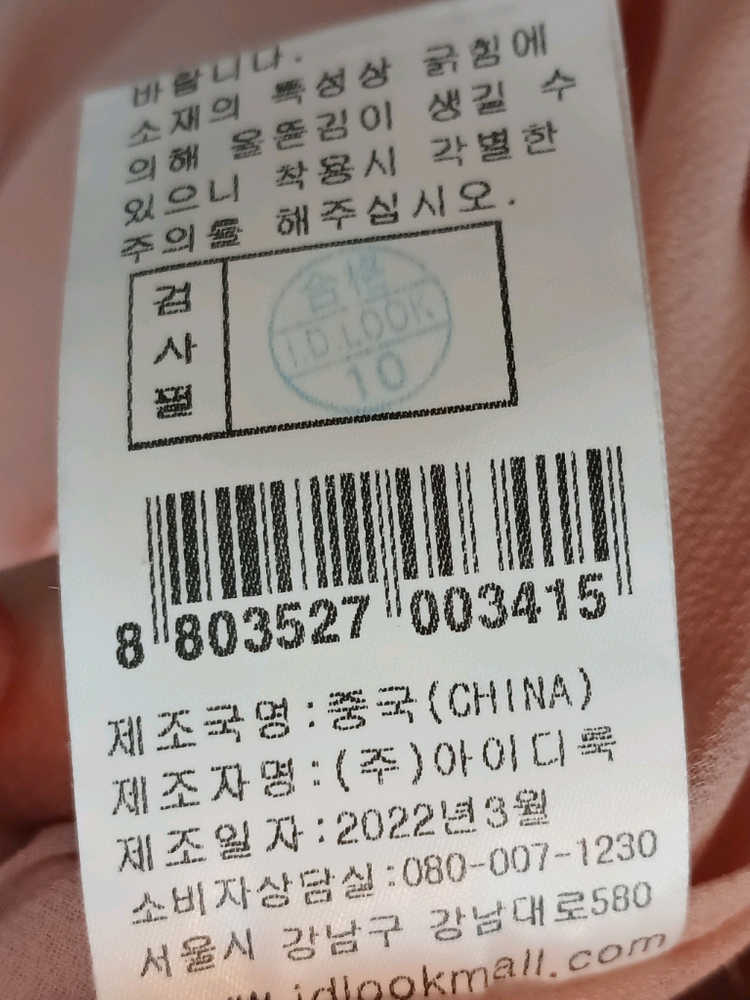 바랍니다.
소재의 특성상 긁힘에
의해 올뜯김이 생길 수
있으니 착용시 각별한
주의를 해주십시오.
검사필
合格
I.D.LOOK
10
8 803527 003415
제조국명:중국(CHINA)
제조자명:(주)아이디룩
제조일자:2022년3월
소비자상담실:080-007-1230
서울시 강남구 강남대로580
w.idlookmall.com